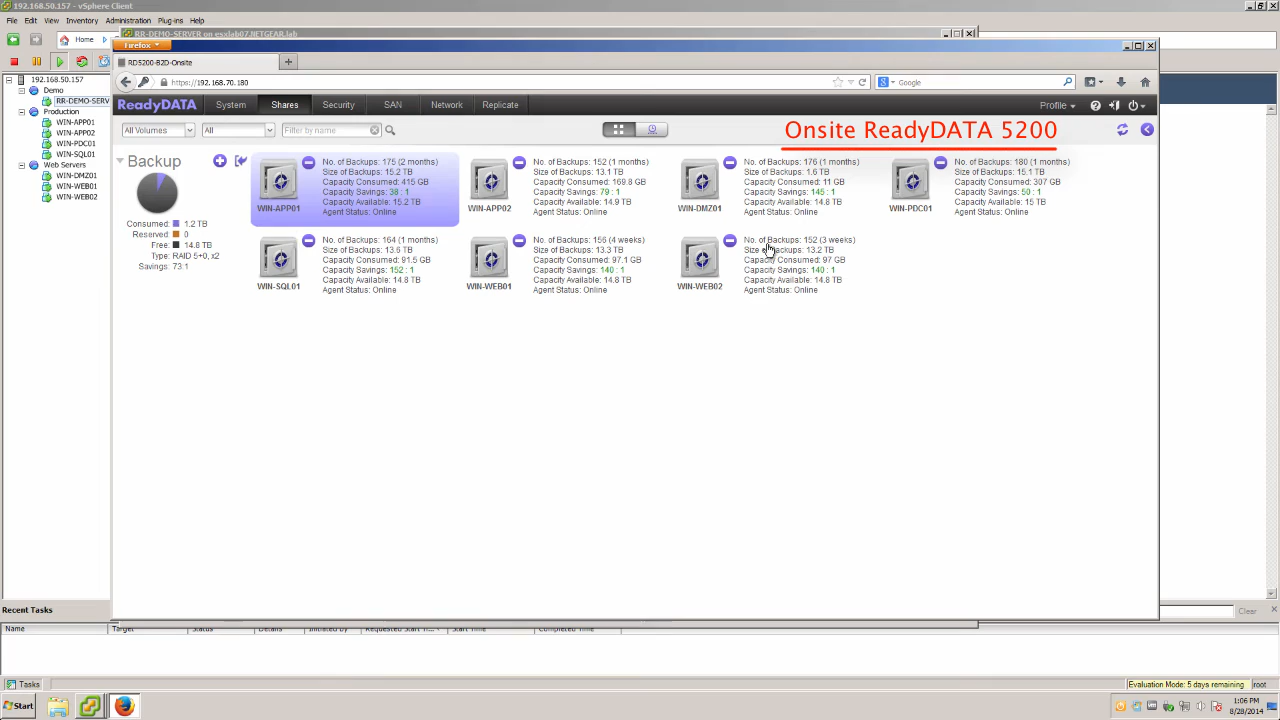 192.168.50.157 - vSphere Client
File Edit View Inventory Administration Plug-ins Help
Home
RR-DEMO-SERVER on esxlab07.NETGEAR.lab
Firefox
RD5200-B2D-Onsite
https://192.168.70.180
Google
ReadyDATA System Shares Security SAN Network Replicate Profile
All Volumes All Filter by name
Onsite ReadyDATA 5200
192.168.50.157
Demo
RR-DEMO-SERV
Production
WIN-APP01
WIN-APP02
WIN-PDC01
WIN-SQL01
Web Servers
WIN-DMZ01
WIN-WEB01
WIN-WEB02
Backup
Consumed: 1.2 TB
Reserved: 0
Free: 14.8 TB
Type: RAID 5+0, x2
Savings: 73:1
WIN-APP01
No. of Backups: 175 (2 months)
Size of Backups: 15.2 TB
Capacity Consumed: 415 GB
Capacity Savings: 38 : 1
Capacity Available: 15.2 TB
Agent Status: Online
WIN-APP02
No. of Backups: 152 (1 months)
Size of Backups: 13.1 TB
Capacity Consumed: 169.8 GB
Capacity Savings: 79 : 1
Capacity Available: 14.9 TB
Agent Status: Online
WIN-DMZ01
No. of Backups: 176 (1 months)
Size of Backups: 1.6 TB
Capacity Consumed: 11 GB
Capacity Savings: 145 : 1
Capacity Available: 14.8 TB
Agent Status: Online
WIN-PDC01
No. of Backups: 180 (1 months)
Size of Backups: 15.1 TB
Capacity Consumed: 307 GB
Capacity Savings: 50 : 1
Capacity Available: 15 TB
Agent Status: Online
WIN-SQL01
No. of Backups: 164 (1 months)
Size of Backups: 13.6 TB
Capacity Consumed: 91.5 GB
Capacity Savings: 152 : 1
Capacity Available: 14.8 TB
Agent Status: Online
WIN-WEB01
No. of Backups: 156 (4 weeks)
Size of Backups: 13.3 TB
Capacity Consumed: 97.1 GB
Capacity Savings: 140 : 1
Capacity Available: 14.8 TB
Agent Status: Online
WIN-WEB02
No. of Backups: 152 (3 weeks)
Size of Backups: 13.2 TB
Capacity Consumed: 97 GB
Capacity Savings: 140 : 1
Capacity Available: 14.8 TB
Agent Status: Online
Recent Tasks
Clear
Name Target Status Details Initiated by Requested Start Ti... Start Time Completed Time
Tasks
Evaluation Mode: 5 days remaining root
Start
1:06 PM
8/28/2014